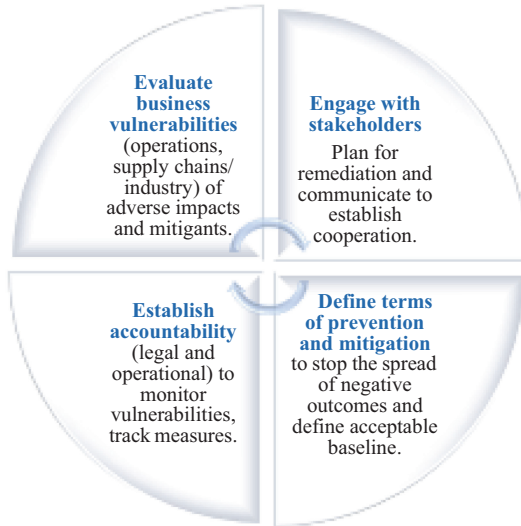 Evaluate
business
vulnerabilities
(operations,
supply chains/
industry) of
adverse impacts
and mitigants.
Engage with
stakeholders
Plan for
remediation and
communicate to
establish
cooperation.
Establish
accountability
(legal and
operational) to
monitor
vulnerabilities,
track measures.
Define terms
of prevention
and mitigation
to stop the spread
of negative
outcomes and
define acceptable
baseline.